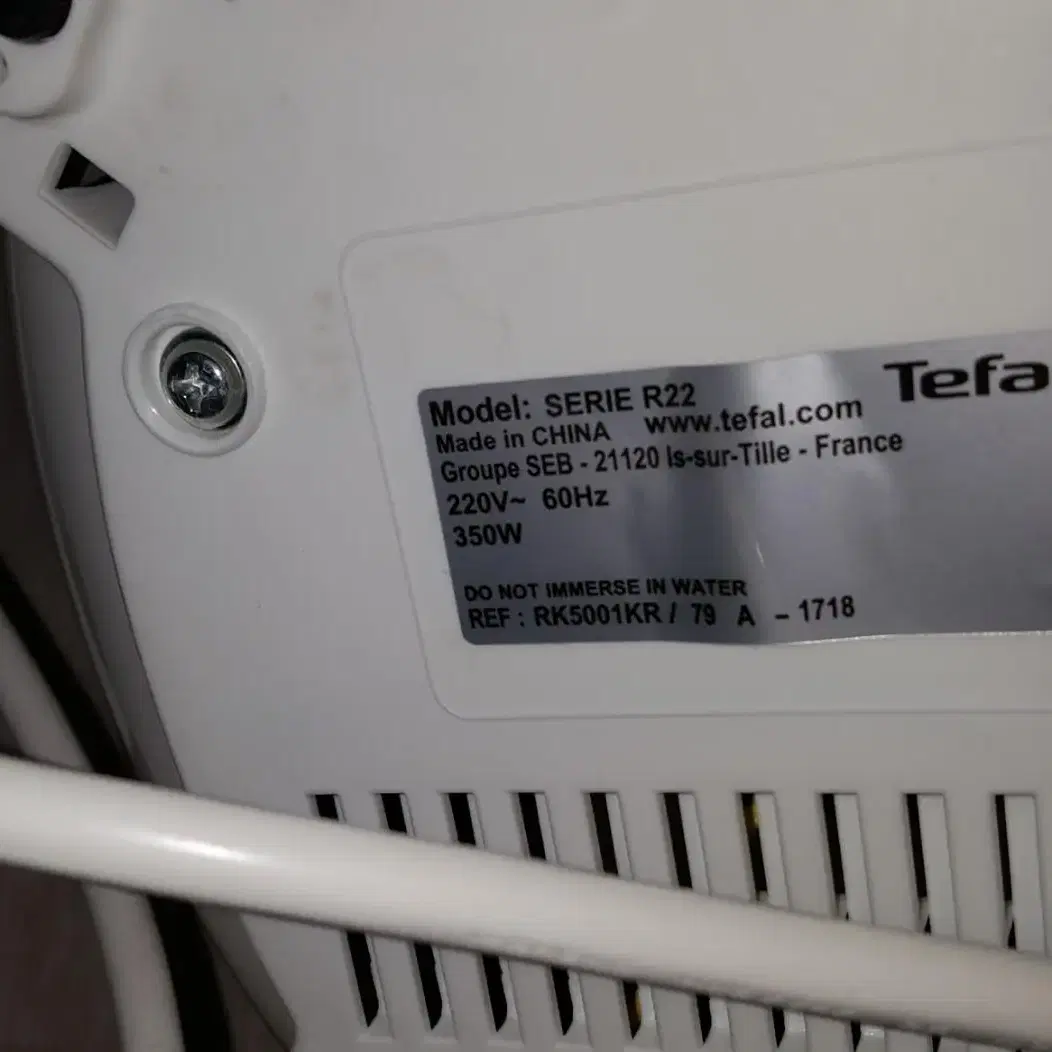 Tefa
Model: SERIE R22
Made in CHINA www.tefal.com
Groupe SEB - 21120 Is-sur-Tille - France
220V~ 60Hz
350W
DO NOT IMMERSE IN WATER
REF : RK5001KR / 79 A - 1718